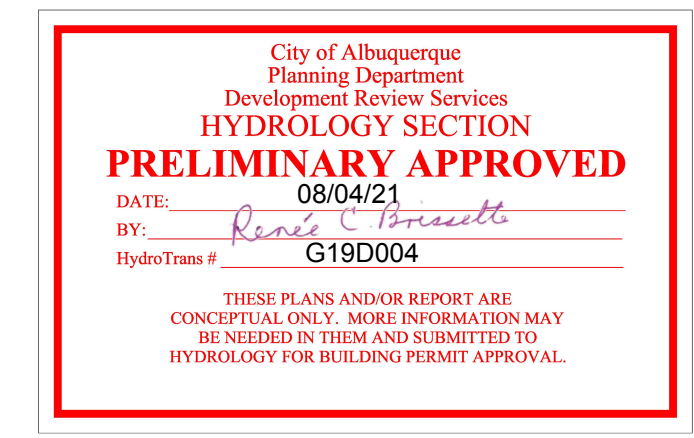 City of Albuquerque
Planning Department
Development Review Services
HYDROLOGY SECTION
PRELIMINARY APPROVED
DATE: 08/04/21
BY: Renée C. Brissette
HydroTrans # G19D004
THESE PLANS AND/OR REPORT ARE
CONCEPTUAL ONLY. MORE INFORMATION MAY
BE NEEDED IN THEM AND SUBMITTED TO
HYDROLOGY FOR BUILDING PERMIT APPROVAL.